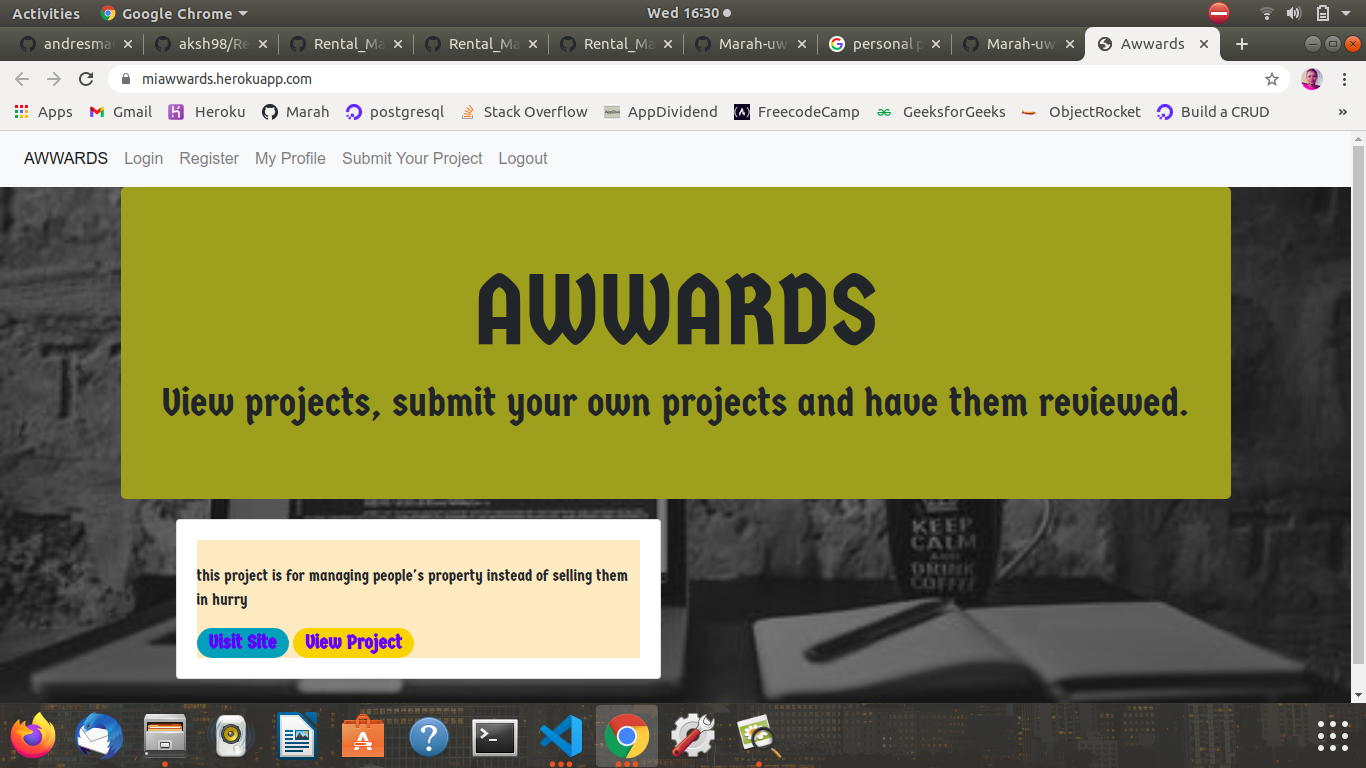 Activities
Google Chrome
Wed 16:30
andresma
aksh98/Re
Rental_Ma
Rental_Ma
Rental_Ma
Marah-uw
personal p
Marah-uw
Awwards
miawwards.herokuapp.com
Apps
Gmail
Heroku
Marah
postgresql
Stack Overflow
AppDividend
FreecodeCamp
GeeksforGeeks
ObjectRocket
Build a CRUD
»
AWWARDS
Login
Register
My Profile
Submit Your Project
Logout
AWWARDS
View projects, submit your own projects and have them reviewed.
KEEP
CALM
AND
DRINK
COFFEE
this project is for managing people's property instead of selling them
in hurry
Visit Site
View Project